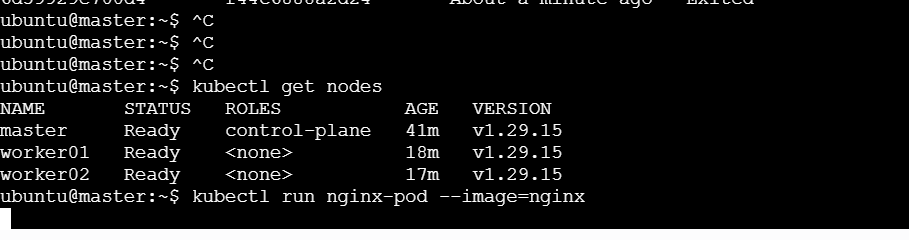 About a minute ago Exited
ubuntu@master:~$ ^C
ubuntu@master:~$ ^C
ubuntu@master:~$ ^C
ubuntu@master:~$ kubectl get nodes
NAME STATUS ROLES AGE VERSION
master Ready control-plane 41m v1.29.15
worker01 Ready <none> 18m v1.29.15
worker02 Ready <none> 17m v1.29.15
ubuntu@master:~$ kubectl run nginx-pod --image=nginx